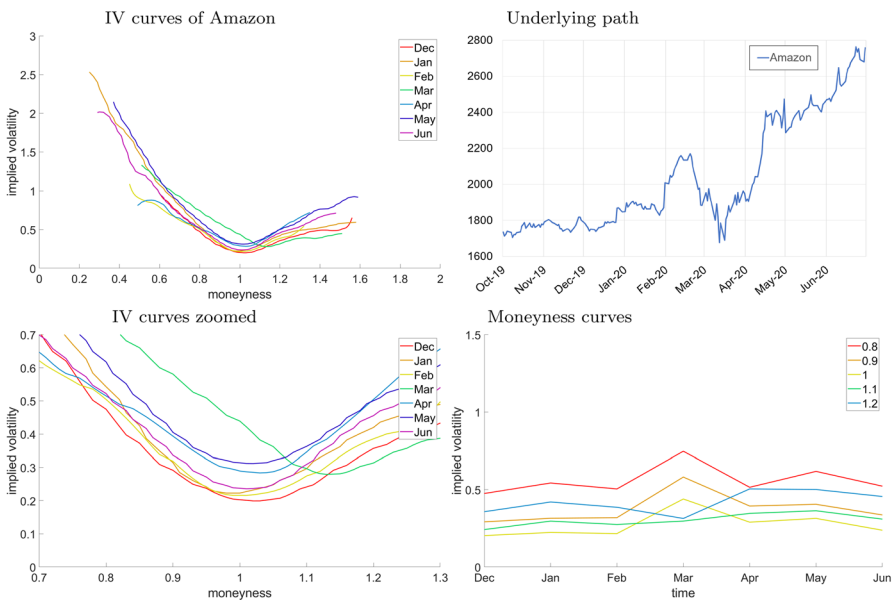 IV curves of Amazon
3
2.5
2
1.5
1
0.5
0
implied volatility
0
0.2
0.4
0.6
0.8
1
1.2
1.4
1.6
1.8
2
moneyness
Dec
Jan
Feb
Mar
Apr
May
Jun
Underlying path
2800
2600
2400
2200
2000
1800
1600
Amazon
Oct-19
Nov-19
Dec-19
Jan-20
Feb-20
Mar-20
Apr-20
May-20
Jun-20
IV curves zoomed
0.7
0.6
0.5
0.4
0.3
0.2
0.1
0
implied volatility
0.7
0.8
0.9
1
1.1
1.2
1.3
moneyness
Dec
Jan
Feb
Mar
Apr
May
Jun
Moneyness curves
1.5
1
0.5
0
implied volatility
Dec
Jan
Feb
Mar
Apr
May
Jun
time
0.8
0.9
1
1.1
1.2